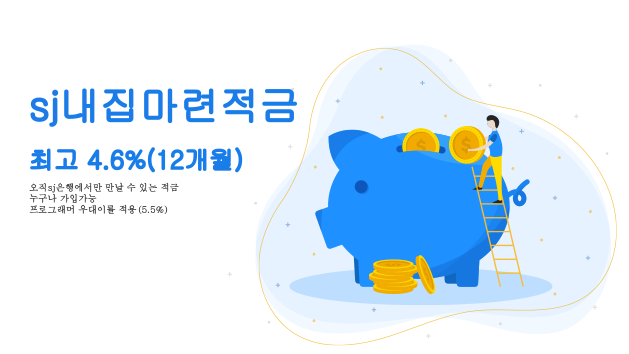 sj내집마련적금
최고 4.6%(12개월)
오직sj은행에서만 만날 수 있는 적금
누구나 가입가능
프로그래머 우대이률 적용(5.5%)